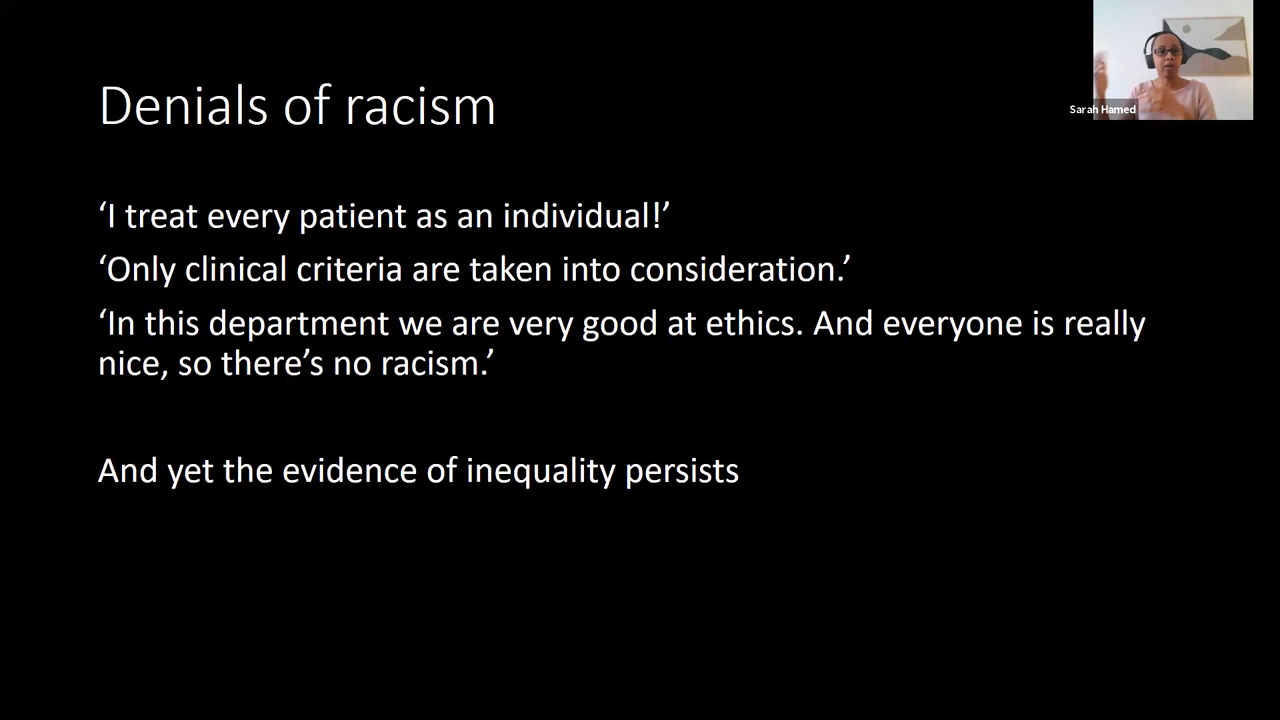 Sarah Hamed
Denials of racism
‘I treat every patient as an individual!’
‘Only clinical criteria are taken into consideration.’
‘In this department we are very good at ethics. And everyone is really
nice, so there’s no racism.’
And yet the evidence of inequality persists